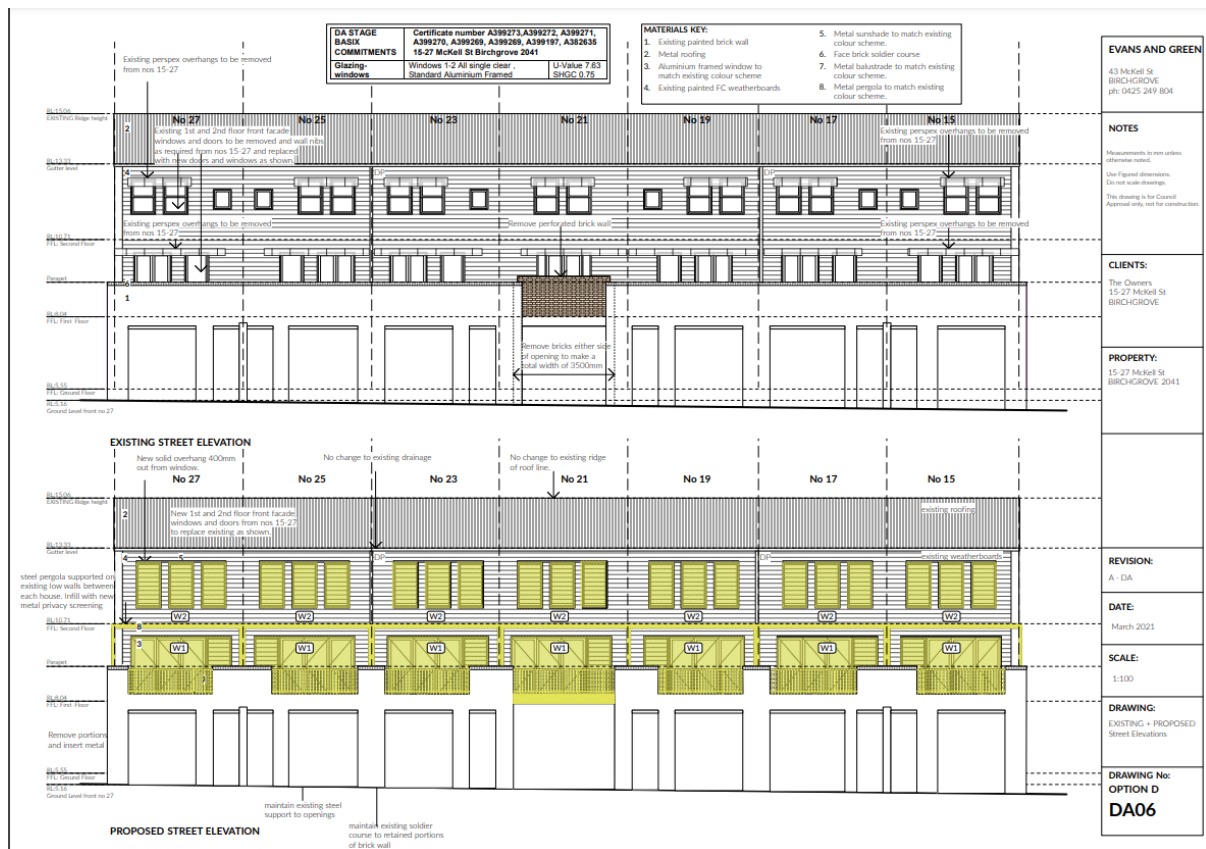 DA STAGE BASIX COMMITMENTS
Certificate number A399273,A399272, A399271,
A399270, A399269, A399269, A399197, A382635
15-27 McKell St Birchgrove 2041
Glazing-windows
Windows 1-2 All single clear ,
Standard Aluminium Framed
U-Value 7.63
SHGC 0.75
MATERIALS KEY:
1. Existing painted brick wall
2. Metal roofing
3. Aluminium framed window to
match existing colour scheme
4. Existing painted FC weatherboards
5. Metal sunshade to match existing
colour scheme.
6. Face brick soldier course
7. Metal balustrade to match existing
colour scheme.
8. Metal pergola to match existing
colour scheme.
EVANS AND GREEN
43 McKell St
BIRCHGROVE
ph: 0425 249 804
NOTES
Measurements in mm unless
otherwise noted.
Use Figured dimensions.
Do not scale drawings.
This drawing is for Council
Approval only, not for construction.
CLIENTS:
The Owners
15-27 McKell St
BIRCHGROVE
PROPERTY:
15-27 McKell St
BIRCHGROVE 2041
REVISION:
A - DA
DATE:
March 2021
SCALE:
1:100
DRAWING:
EXISTING + PROPOSED
Street Elevations
DRAWING No:
OPTION D
DA06
Existing perspex overhangs to be removed
from nos 15-27
RL:15.06
EXISTING Ridge height
No 27
No 25
No 23
No 21
No 19
No 17
No 15
2
Existing 1st and 2nd floor front facade
windows and doors to be removed and wall nibs
as required from nos 15-27 and replaced
with new doors and windows as shown.
Existing perspex overhangs to be removed
from nos 15-27
RL:13.33
Gutter level
4
DP
DP
Existing perspex overhangs to be removed
from nos 15-27
Remove perforated brick wall
Existing perspex overhangs to be removed
from nos 15-27
RL:10.71
FFL: Second Floor
Parapet
6
1
RL:8.04
FFL: First Floor
Remove bricks either side
of opening to make a
total width of 3500mm
RL:5.55
FFL: Ground Floor
RL:5.16
Ground Level front no 27
EXISTING STREET ELEVATION
New solid overhang 400mm
out from window.
No change to existing drainage
No change to existing ridge
of roof line.
No 27
No 25
No 23
No 21
No 19
No 17
No 15
RL:15.06
EXISTING Ridge height
2
New 1st and 2nd floor front facade
windows and doors from nos 15-27
to replace existing as shown.
existing roofing
RL:13.33
Gutter level
4
5
DP
DP
existing weatherboards
steel pergola supported on
existing low walls between
each house. Infill with new
metal privacy screening
W2
W2
W2
W2
W2
W2
W2
RL:10.71
FFL: Second Floor
8
3
W1
W1
W1
W1
W1
W1
W1
Parapet
RL:8.04
FFL: First Floor
Remove portions
and insert metal
RL:5.55
FFL: Ground Floor
RL:5.16
Ground Level front no 27
maintain existing steel
support to openings
maintain existing soldier
course to retained portions
of brick wall
PROPOSED STREET ELEVATION